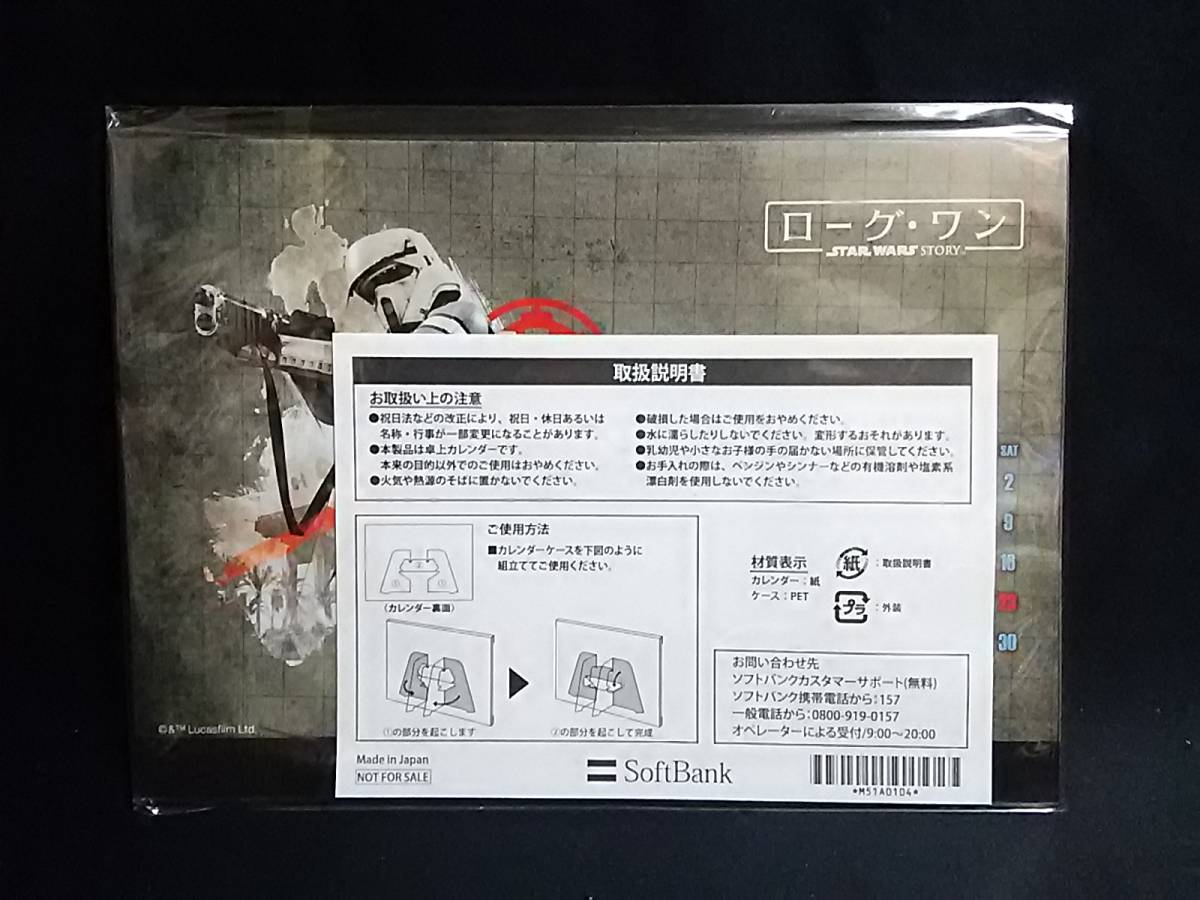 ローグ・ワン
STAR WARS STORY
取扱説明書
お取扱い上の注意
●祝日法などの改正により、祝日・休日あるいは
名称・行事が一部変更になることがあります。
●本製品は卓上カレンダーです。
本来の目的以外でのご使用はおやめください。
●火気や熱源のそばに置かないでください。
●破損した場合はご使用をおやめください。
●水に濡らしたりしないでください。変形するおそれがあります。
●乳幼児や小さなお子様の手の届かない場所に保管してください。
●お手入れの際は、ベンジンやシンナーなどの有機溶剤や塩素系
漂白剤を使用しないでください。
SAT
2
9
16
23
30
ご使用方法
■カレンダーケースを下図のように
組立ててご使用ください。
(カレンダー裏面)
①の部分を起こします
②の部分を起こして完成
材質表示
カレンダー:紙
ケース:PET
紙:取扱説明書
プラ:外装
お問い合わせ先
ソフトバンクカスタマーサポート(無料)
ソフトバンク携帯電話から:157
一般電話から:0800-919-0157
オペレーターによる受付/9:00~20:00
©&™ Lucasfilm Ltd.
Made in Japan
NOT FOR SALE
SoftBank
*M51A0104*